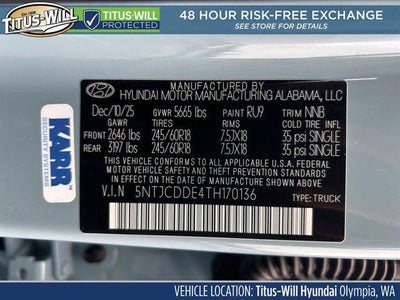 TITUS-WILL
TITUS-WILL
PROTECTED
48 HOUR RISK-FREE EXCHANGE
*SEE STORE FOR DETAILS
MANUFACTURED BY
HYUNDAI MOTOR MANUFACTURING ALABAMA, LLC
Dec/10/25 GVWR 5665 lbs PAINT RU9 TRIM NNB
GAWR TIRES RIMS COLD TIRE INFL
FRONT 2646 lbs 245/60R18 7.5JX18 35 psi SINGLE
REAR 3197 lbs 245/60R18 7.5JX18 35 psi SINGLE
THIS VEHICLE CONFORMS TO ALL APPLICABLE U.S.A. FEDERAL
MOTOR VEHICLE SAFETY STANDARDS IN EFFECT ON THE DATE OF
MANUFACTURE SHOWN ABOVE.
V.I.N 5NTJCDDE4TH170136 TYPE: TRUCK
KARR
SECURITY SYSTEMS
VEHICLE LOCATION: Titus-Will Hyundai Olympia, WA